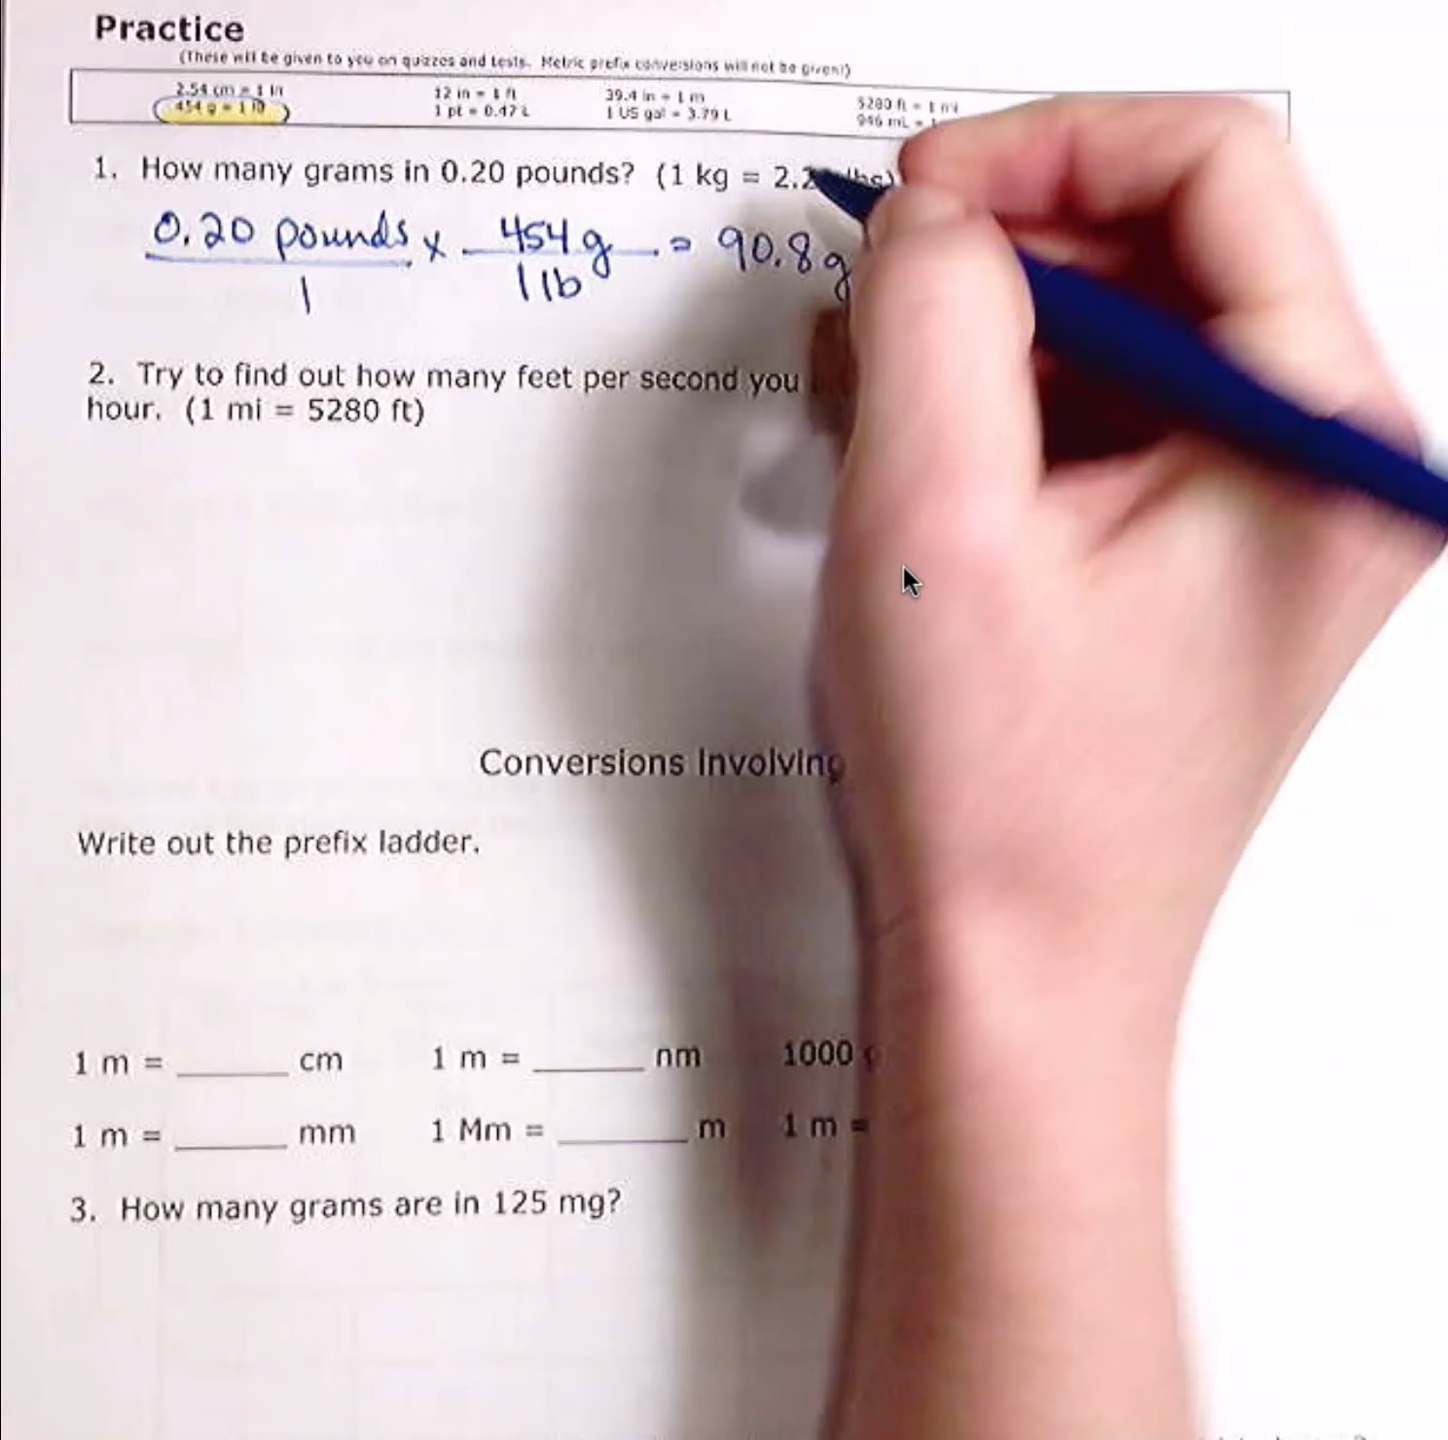 Practice
(These will be given to you on quizzes and tests. Metric prefix conversions will not be given!)
2.54 cm = 1 in 12 in = 1 ft 39.4 in = 1 m 5280 ft = 1 mi
454 g = 1 lb 1 pt = 0.47 L 1 US gal = 3.79 L 946 mL =
1. How many grams in 0.20 pounds? (1 kg = 2.2 lbs)
0.20 pounds x 454 g = 90.8 g
1 1 lb
2. Try to find out how many feet per second you
hour. (1 mi = 5280 ft)
Conversions Involving
Write out the prefix ladder.
1 m = ______ cm 1 m = ______ nm 1000
1 m = ______ mm 1 Mm = _______ m 1 m =
3. How many grams are in 125 mg?